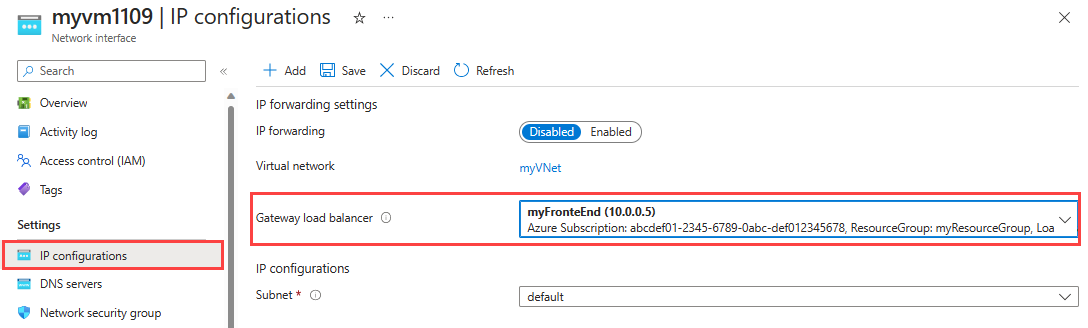 myvm1109 | IP configurations ☆ ···
Network interface
Search «
Add Save Discard Refresh
Overview
Activity log
Access control (IAM)
Tags
Settings
IP configurations
DNS servers
Network security group
IP forwarding settings
IP forwarding Disabled Enabled
Virtual network myVNet
Gateway load balancer myFronteEnd (10.0.0.5)
Azure Subscription: abcdef01-2345-6789-0abc-def012345678, ResourceGroup: myResourceGroup, Loa
IP configurations
Subnet * default